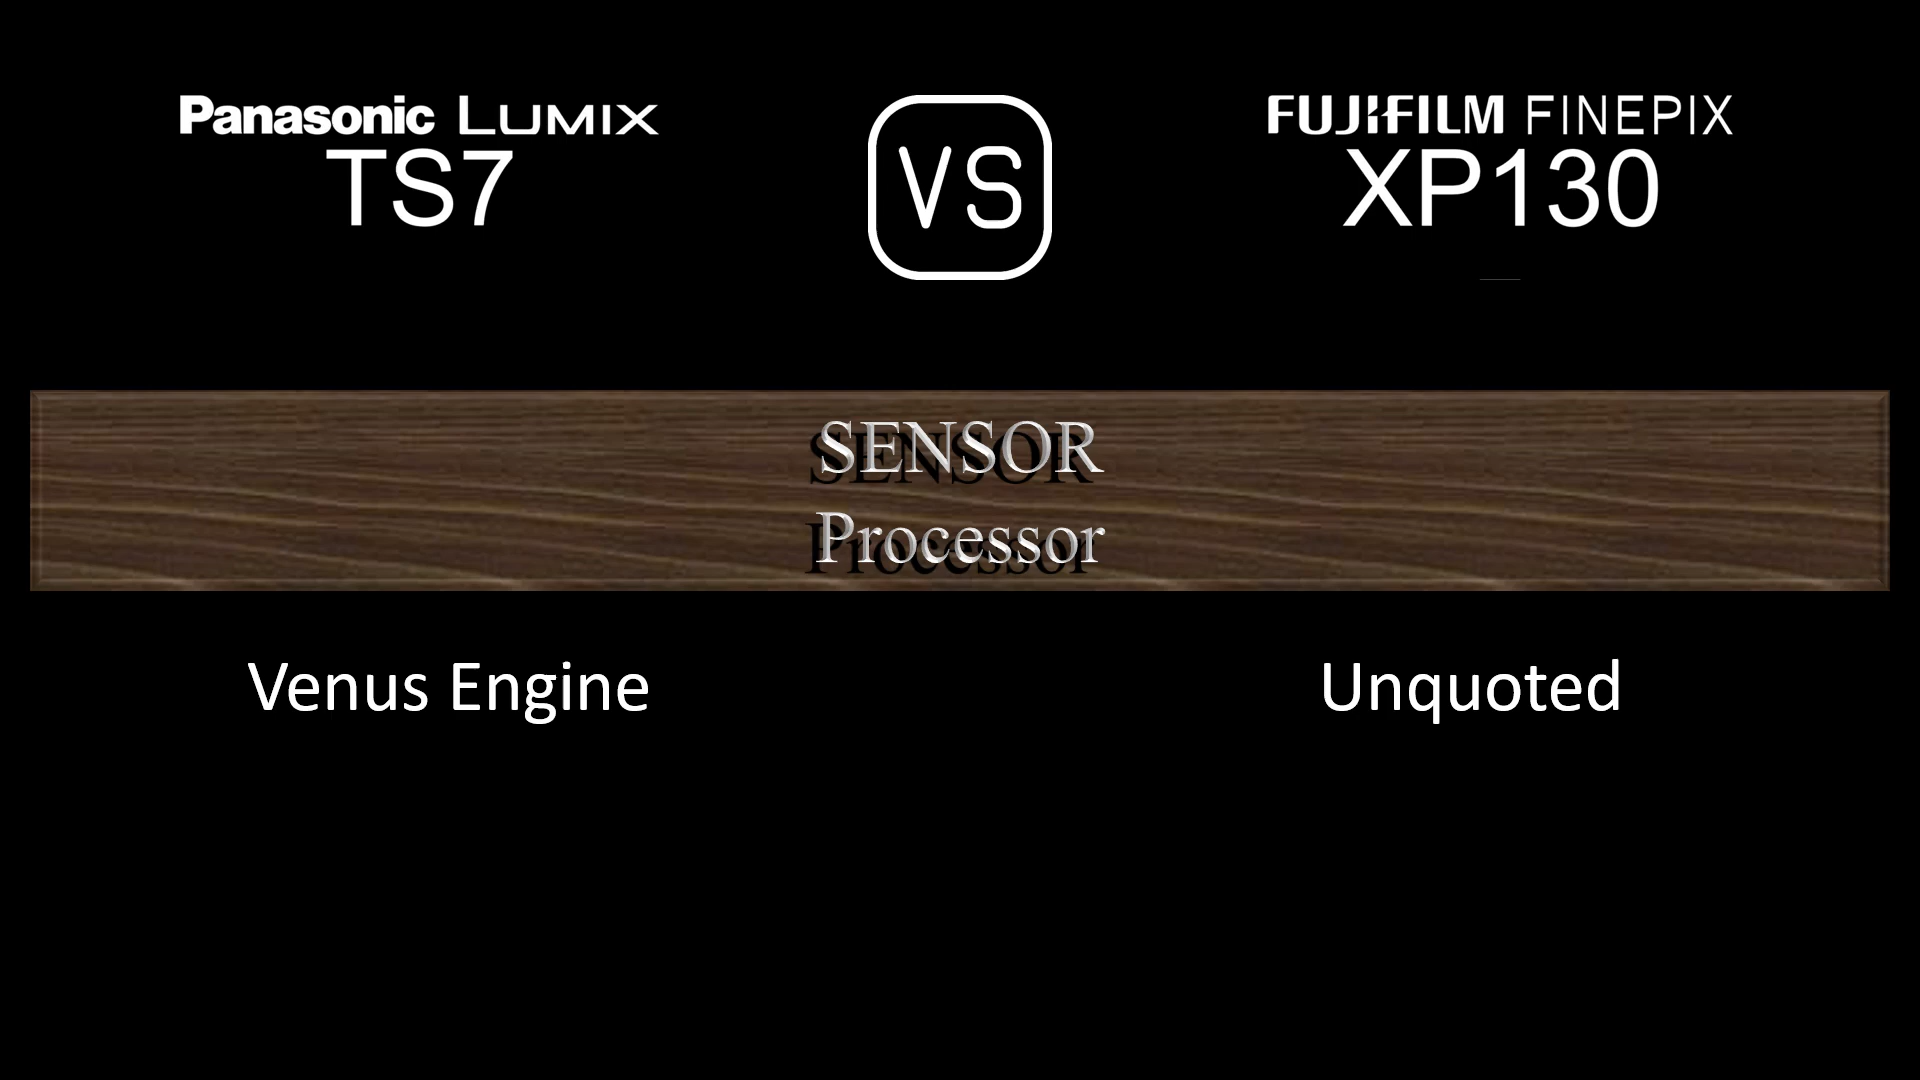 Panasonic LUMIX
TS7
VS
FUJIFILM FINEPIX
XP130
SENSOR
Processor
Venus Engine
Unquoted